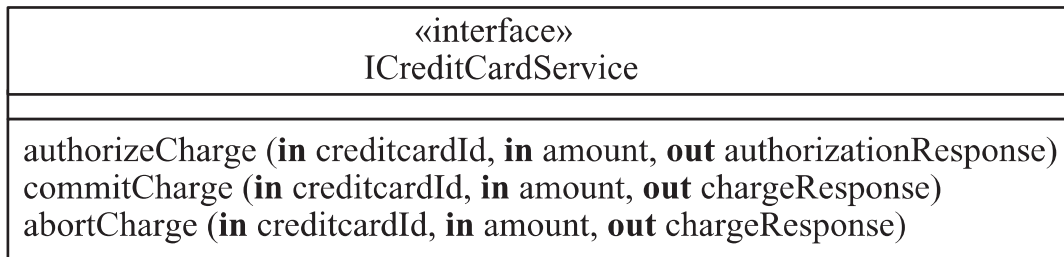 «interface»
ICreditCardService
authorizeCharge (in creditcardId, in amount, out authorizationResponse)
commitCharge (in creditcardId, in amount, out chargeResponse)
abortCharge (in creditcardId, in amount, out chargeResponse)